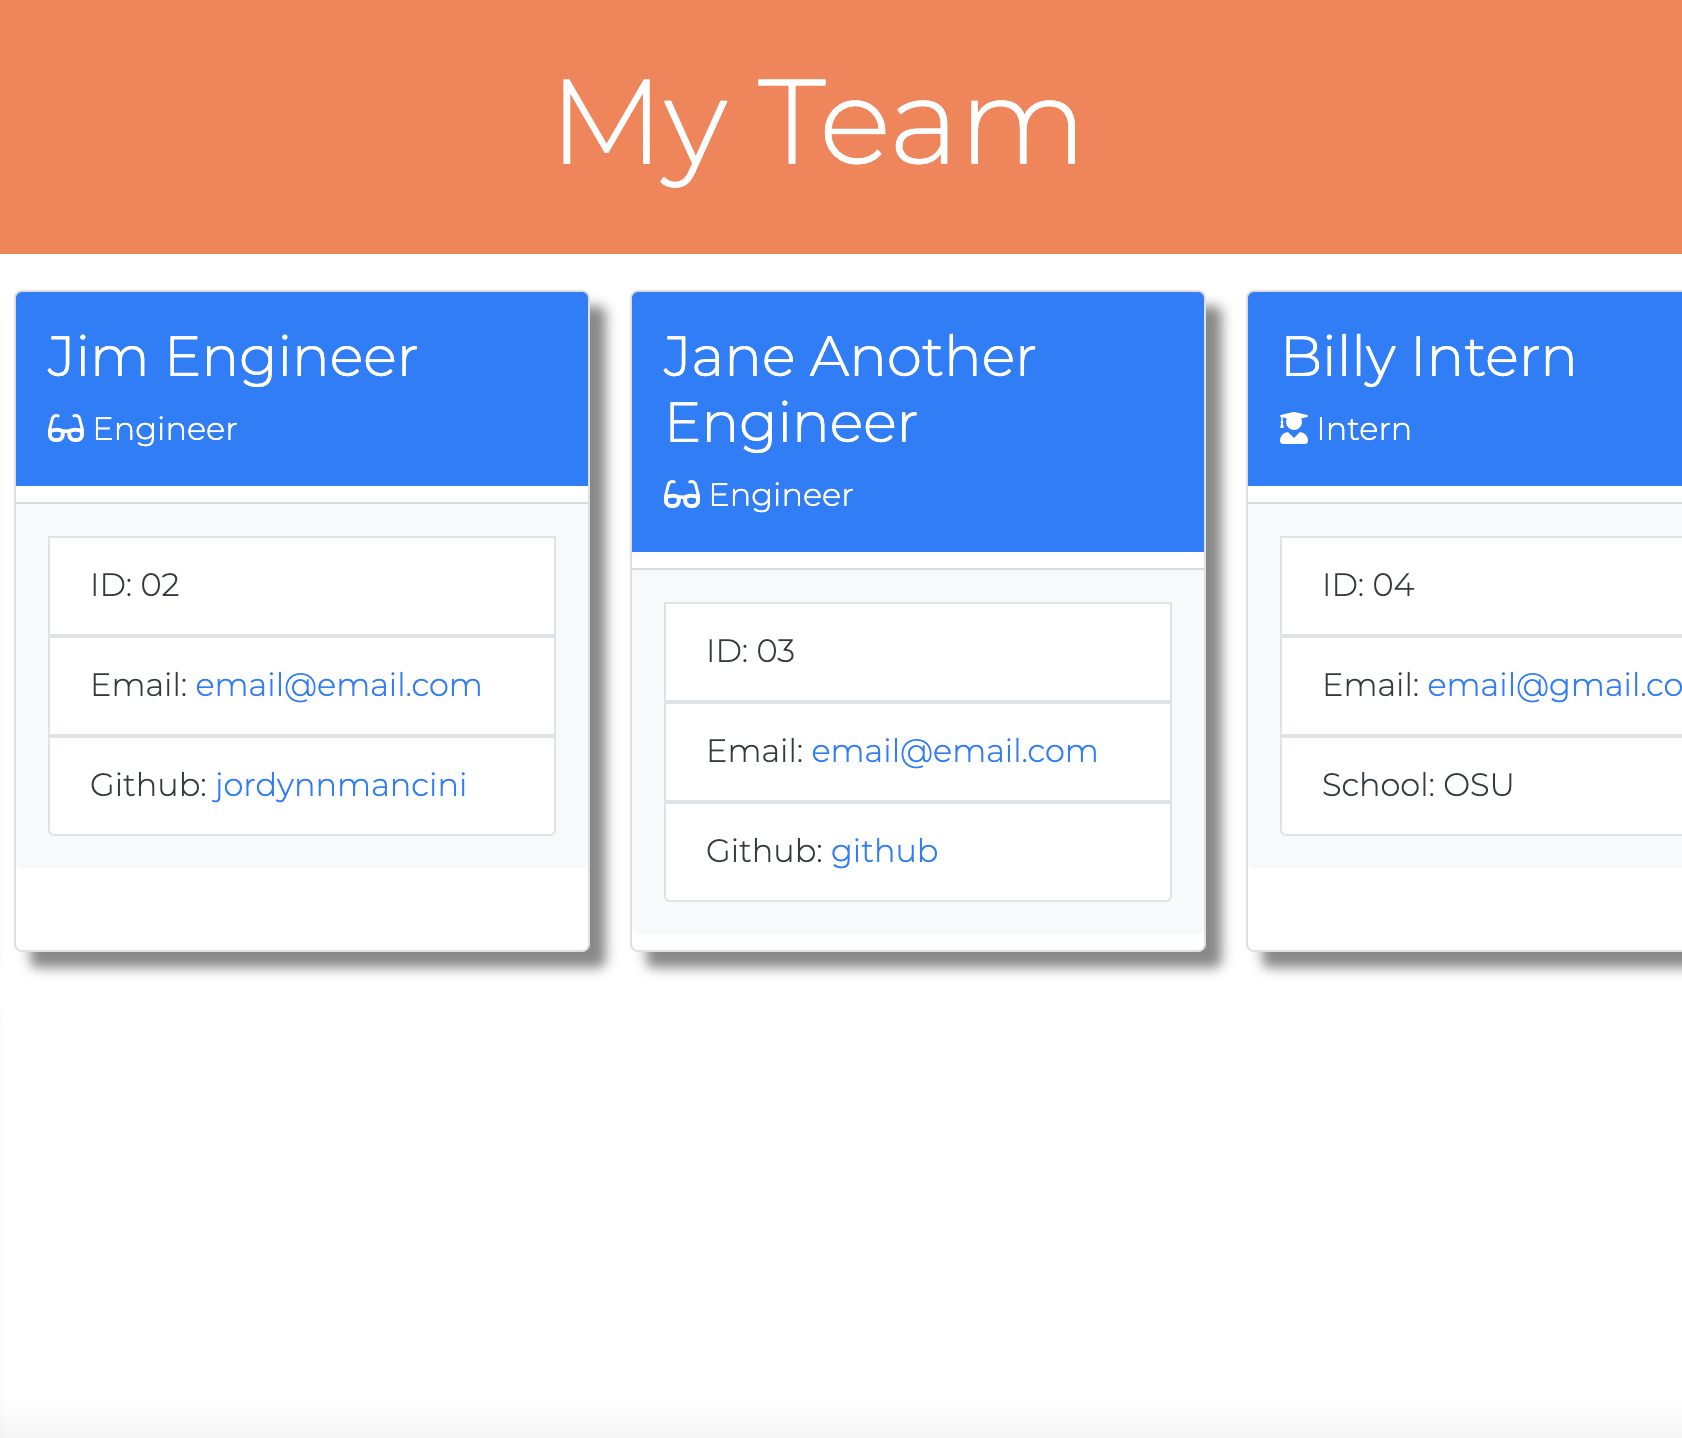 My Team
Jim Engineer
Engineer
ID: 02
Email: email@email.com
Github: jordynnmancini
Jane Another
Engineer
Engineer
ID: 03
Email: email@email.com
Github: github
Billy Intern
Intern
ID: 04
Email: email@gmail.co
School: OSU